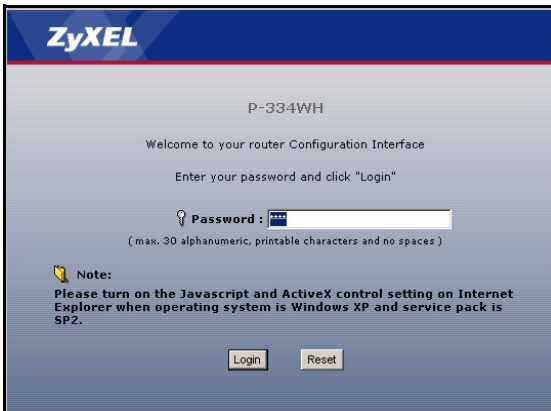 ZyXEL
P-334WH
Welcome to your router Configuration Interface
Enter your password and click "Login"
Password : ****
( max. 30 alphanumeric, printable characters and no spaces )
Note:
Please turn on the Javascript and ActiveX control setting on Internet
Explorer when operating system is Windows XP and service pack is
SP2.
Login Reset